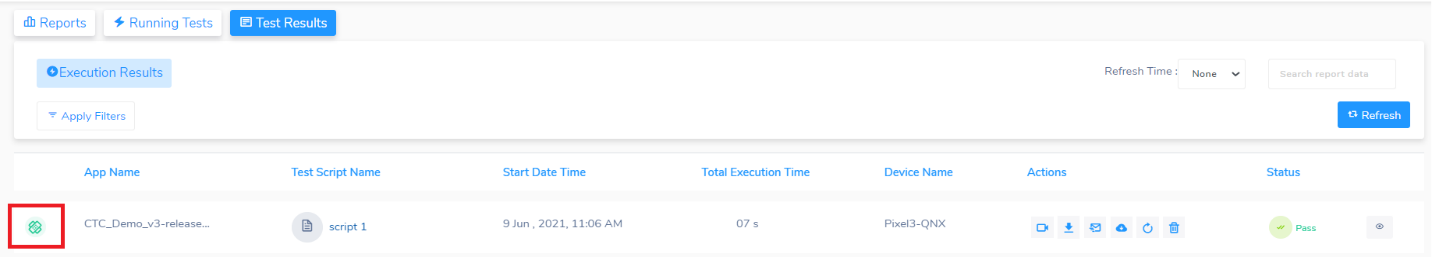 Reports Running Tests Test Results
Execution Results Refresh Time : None Search report data
Apply Filters Refresh
App Name Test Script Name Start Date Time Total Execution Time Device Name Actions Status
CTC_Demo_v3-release... script 1 9 Jun , 2021, 11:06 AM 07 s Pixel3-QNX Pass